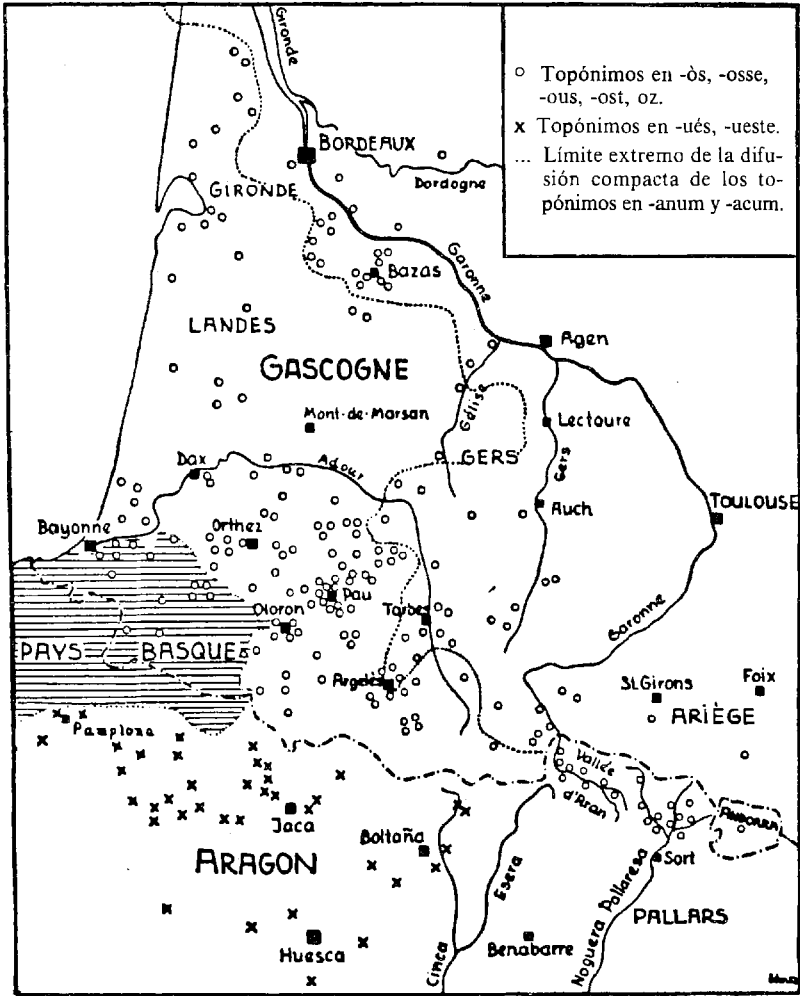 Gironde
○ Topónimos en -òs, -osse,
-ous, -ost, oz.
x Topónimos en -ués, -ueste.
... Límite extremo de la difu-
sión compacta de los to-
pónimos en -anum y -acum.
BORDEAUX
Dordogne
GIRONDE
Garonne
Bazas
LANDES
Agen
GASCOGNE
Gélise
Mont-de-Marsan
Lectoure
GERS
Gers
Dax
Adour
Auch
TOULOUSE
Bayonne
Orthez
Pau
Oloron
Tarbes
Garonne
PAYS BASQUE
Argelès
St.Girons
Foix
ARIÈGE
Pamplona
Vallée
d'Aran
ANDORRA
Jaca
Boltaña
ARAGON
Esera
Sort
Noguera Pallaresa
PALLARS
Huesca
Cinca
Benabarre